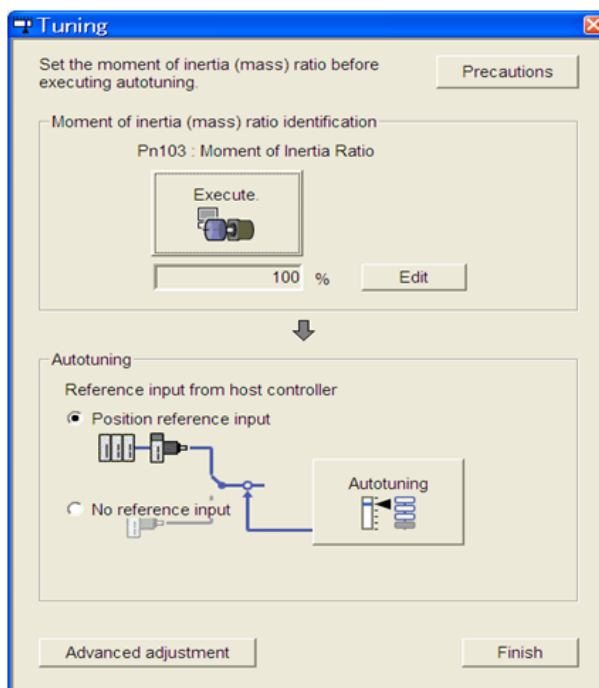 Tuning
Set the moment of inertia (mass) ratio before
executing autotuning.
Precautions
Moment of inertia (mass) ratio identification
Pn103 : Moment of Inertia Ratio
Execute.
100 %
Edit
Autotuning
Reference input from host controller
Position reference input
No reference input
Autotuning
Advanced adjustment
Finish